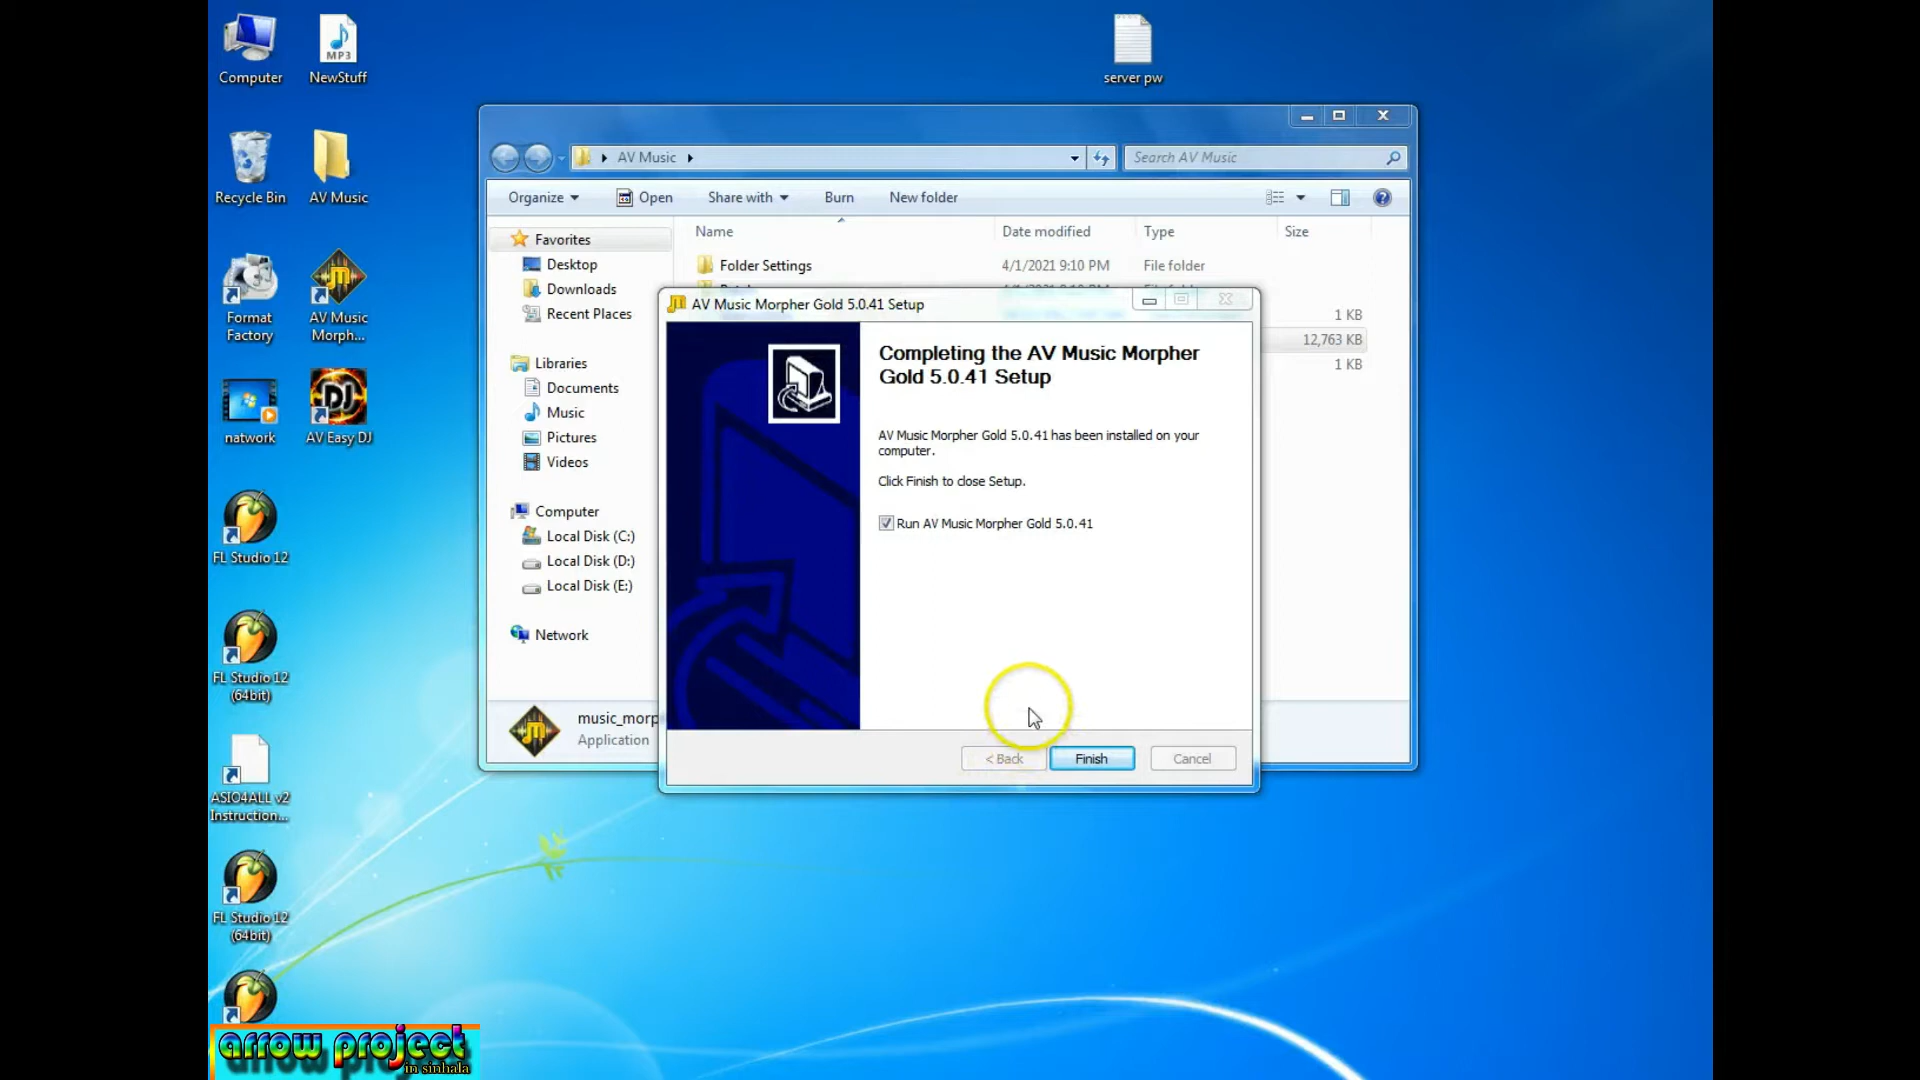 Computer
NewStuff
MP3
server pw
Recycle Bin
AV Music
Format
Factory
AV Music
Morph...
natwork
AV Easy DJ
DJ
FL Studio 12
FL Studio 12
(64bit)
ASIO4ALL v2
Instruction...
FL Studio 12
(64bit)
AV Music
Search AV Music
Organize
Open
Share with
Burn
New folder
Name
Date modified
Type
Size
Favorites
Desktop
Downloads
Recent Places
Libraries
Documents
Music
Pictures
Videos
Computer
Local Disk (C:)
Local Disk (D:)
Local Disk (E:)
Network
Folder Settings
4/1/2021 9:10 PM
File folder
1 KB
12,763 KB
1 KB
music_morp
Application
AV Music Morpher Gold 5.0.41 Setup
Completing the AV Music Morpher
Gold 5.0.41 Setup
AV Music Morpher Gold 5.0.41 has been installed on your
computer.
Click Finish to close Setup.
Run AV Music Morpher Gold 5.0.41
< Back
Finish
Cancel
arrow project
in sinhala